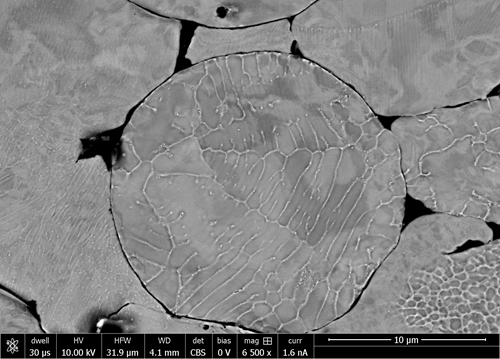 dwell HV HFW WD det bias mag curr 10 µm
30 µs 10.00 kV 31.9 µm 4.1 mm CBS 0 V 6 500 x 1.6 nA